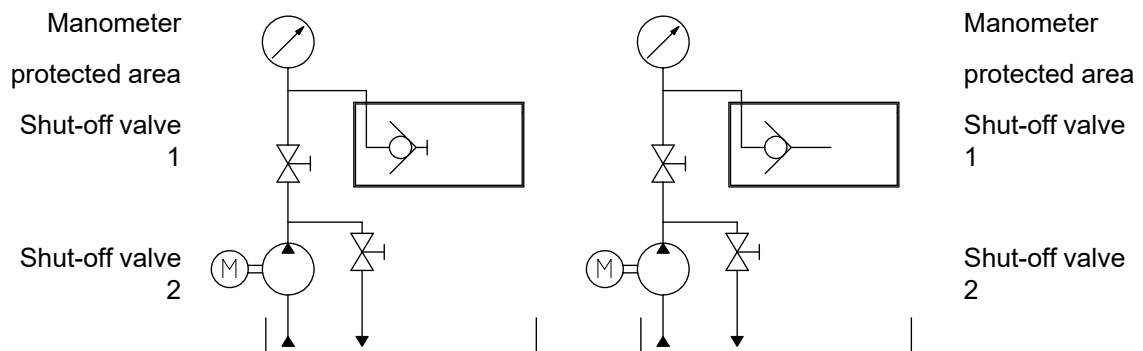 Manometer
protected area
Shut-off valve
1
Shut-off valve
2
M
M
Manometer
protected area
Shut-off valve
1
Shut-off valve
2